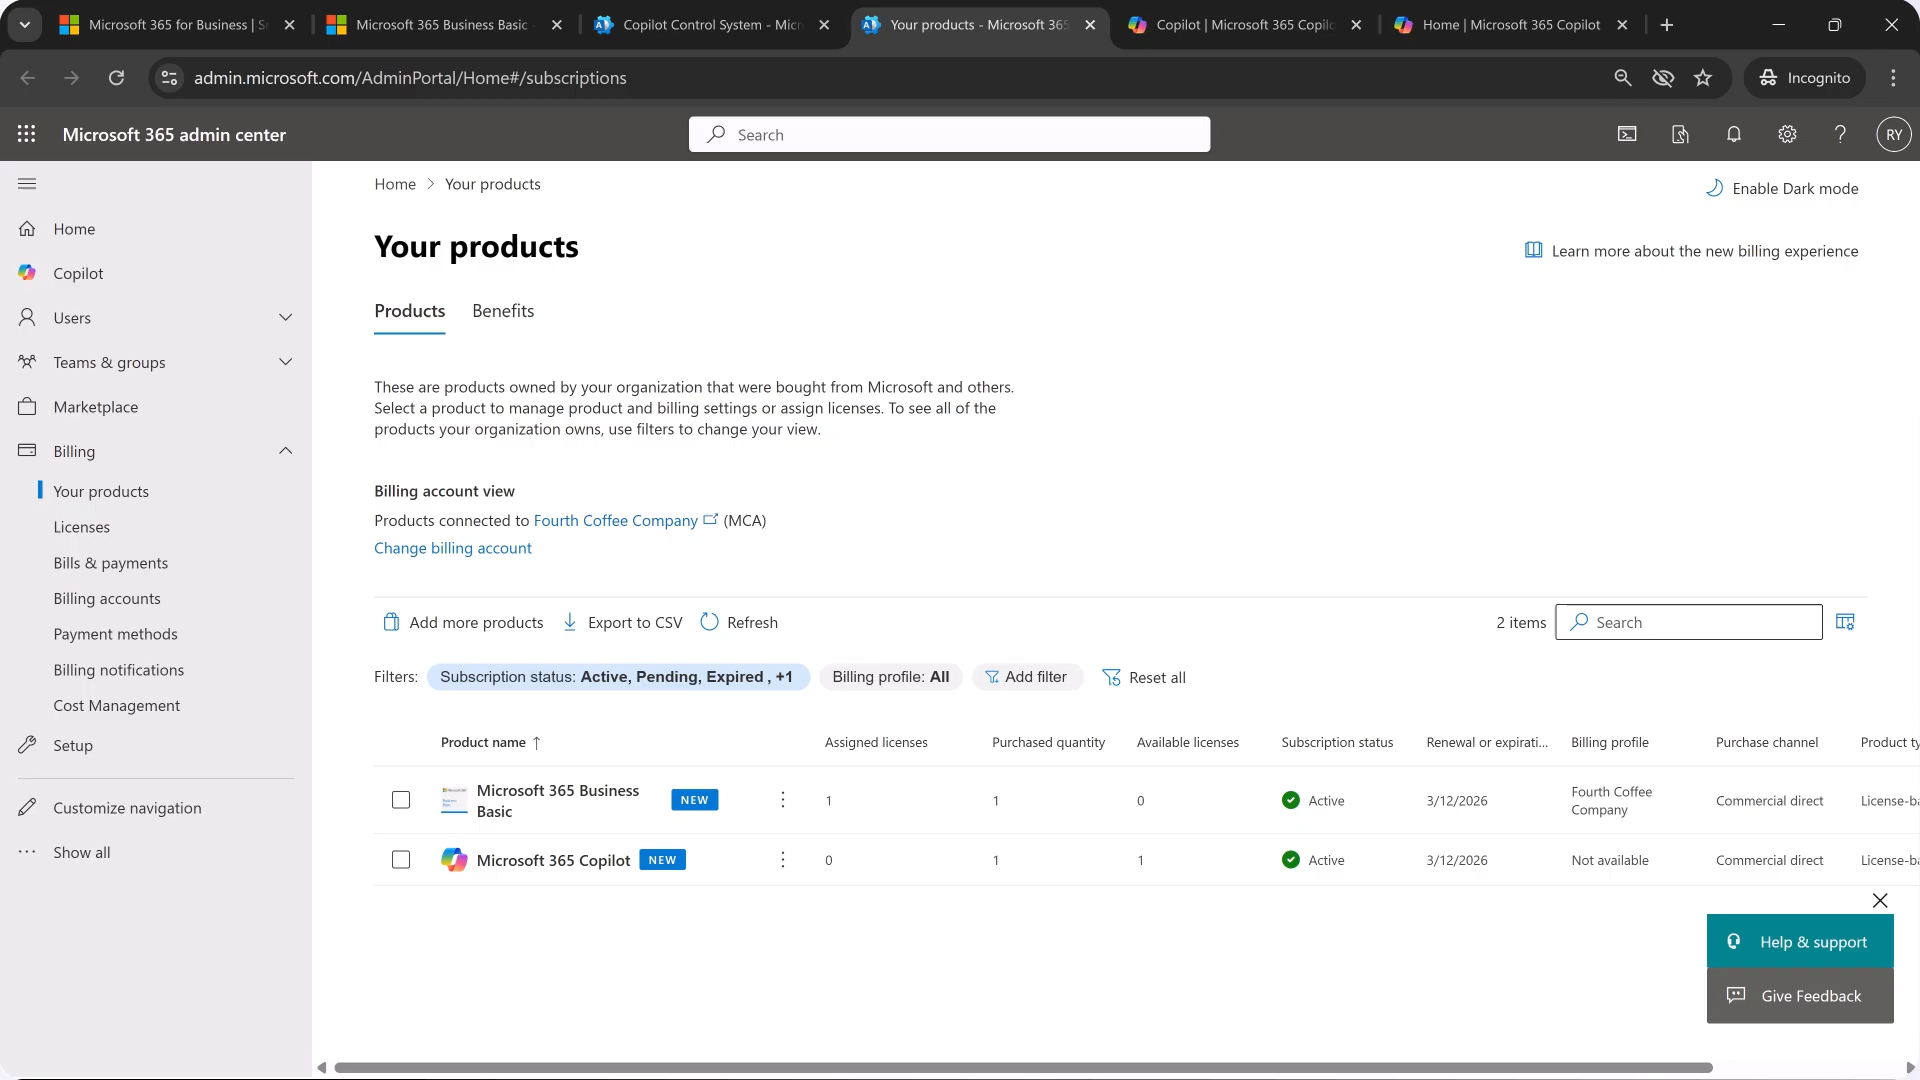 Microsoft 365 for Business | S
Microsoft 365 Business Basic
Copilot Control System - Micr
Your products - Microsoft 365
Copilot | Microsoft 365 Copilo
Home | Microsoft 365 Copilot
admin.microsoft.com/AdminPortal/Home#/subscriptions
Incognito
Microsoft 365 admin center
Search
RY
Home
Copilot
Users
Teams & groups
Marketplace
Billing
Your products
Licenses
Bills & payments
Billing accounts
Payment methods
Billing notifications
Cost Management
Setup
Customize navigation
Show all
Home > Your products
Enable Dark mode
Your products
Learn more about the new billing experience
Products Benefits
These are products owned by your organization that were bought from Microsoft and others.
Select a product to manage product and billing settings or assign licenses. To see all of the
products your organization owns, use filters to change your view.
Billing account view
Products connected to Fourth Coffee Company (MCA)
Change billing account
Add more products Export to CSV Refresh 2 items Search
Filters: Subscription status: Active, Pending, Expired , +1 Billing profile: All Add filter Reset all
Product name ↑ Assigned licenses Purchased quantity Available licenses Subscription status Renewal or expirati... Billing profile Purchase channel Product ty
Microsoft 365 Business
Basic
NEW 1 1 0 Active 3/12/2026 Fourth Coffee
Company
Commercial direct License-ba
Microsoft 365 Copilot NEW 0 1 1 Active 3/12/2026 Not available Commercial direct License-ba
Help & support
Give Feedback